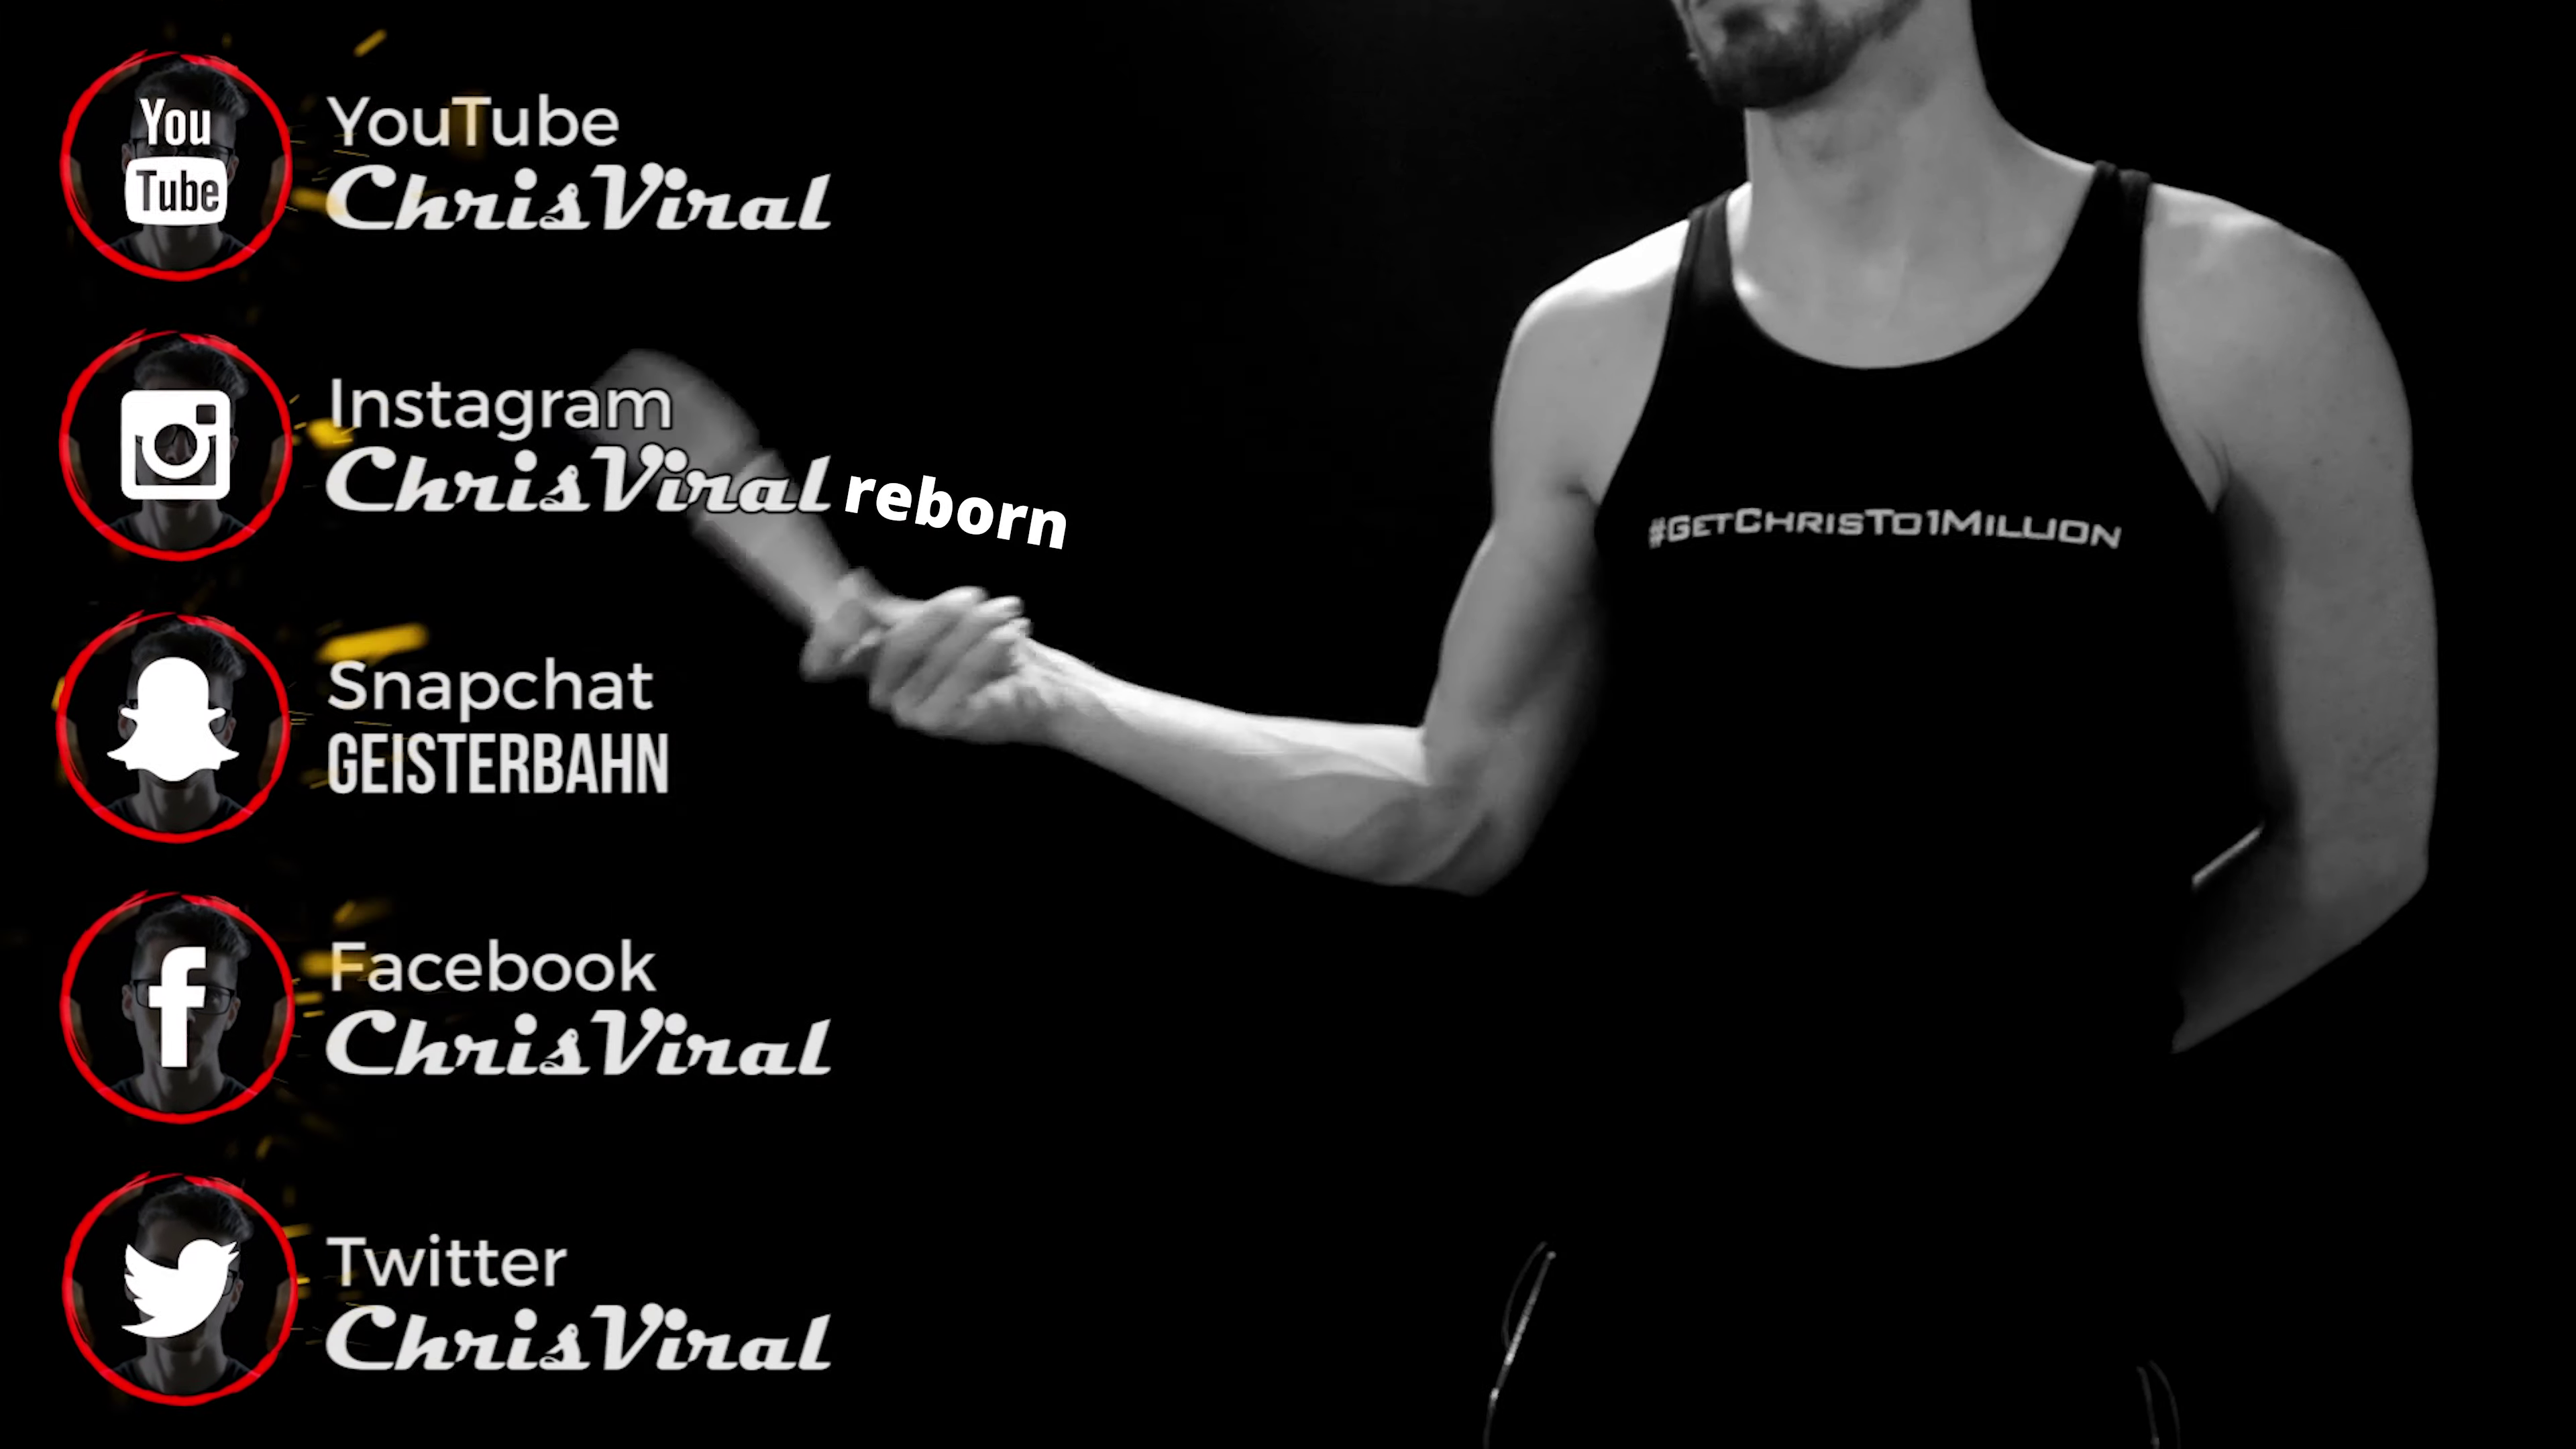 You
Tube
YouTube
ChrisViral
Instagram
ChrisViral reborn
Snapchat
GEISTERBAHN
Facebook
ChrisViral
Twitter
ChrisViral
#GETCHRISTO1MILLION